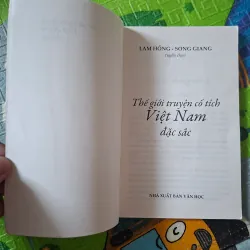 LAM HỒNG - SONG GIANG
(tuyển chọn)
Thế giới truyện cổ tích
Việt Nam
đặc sắc
NHÀ XUẤT BẢN VĂN HỌC